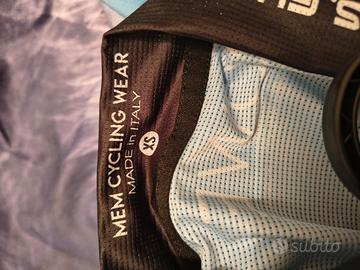 MEM CYCLING WEAR
MADE in ITALY
XS
subito